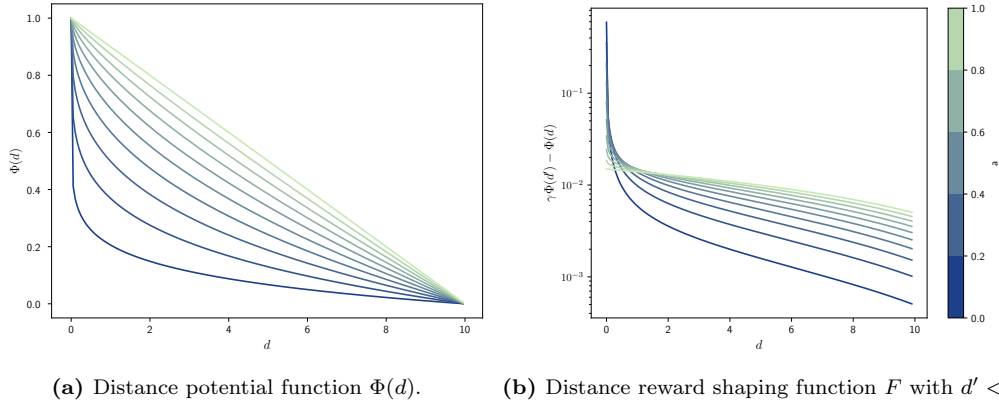 1.0
0.8
0.6
0.4
0.2
0.0
Φ(d)
0 2 4 6 8 10
d
10⁻¹
10⁻²
10⁻³
γΦ(d′) − Φ(d)
0 2 4 6 8 10
d
1.0
0.8
0.6
0.4
0.2
0.0
(a) Distance potential function Φ(d).
(b) Distance reward shaping function F with d′ <